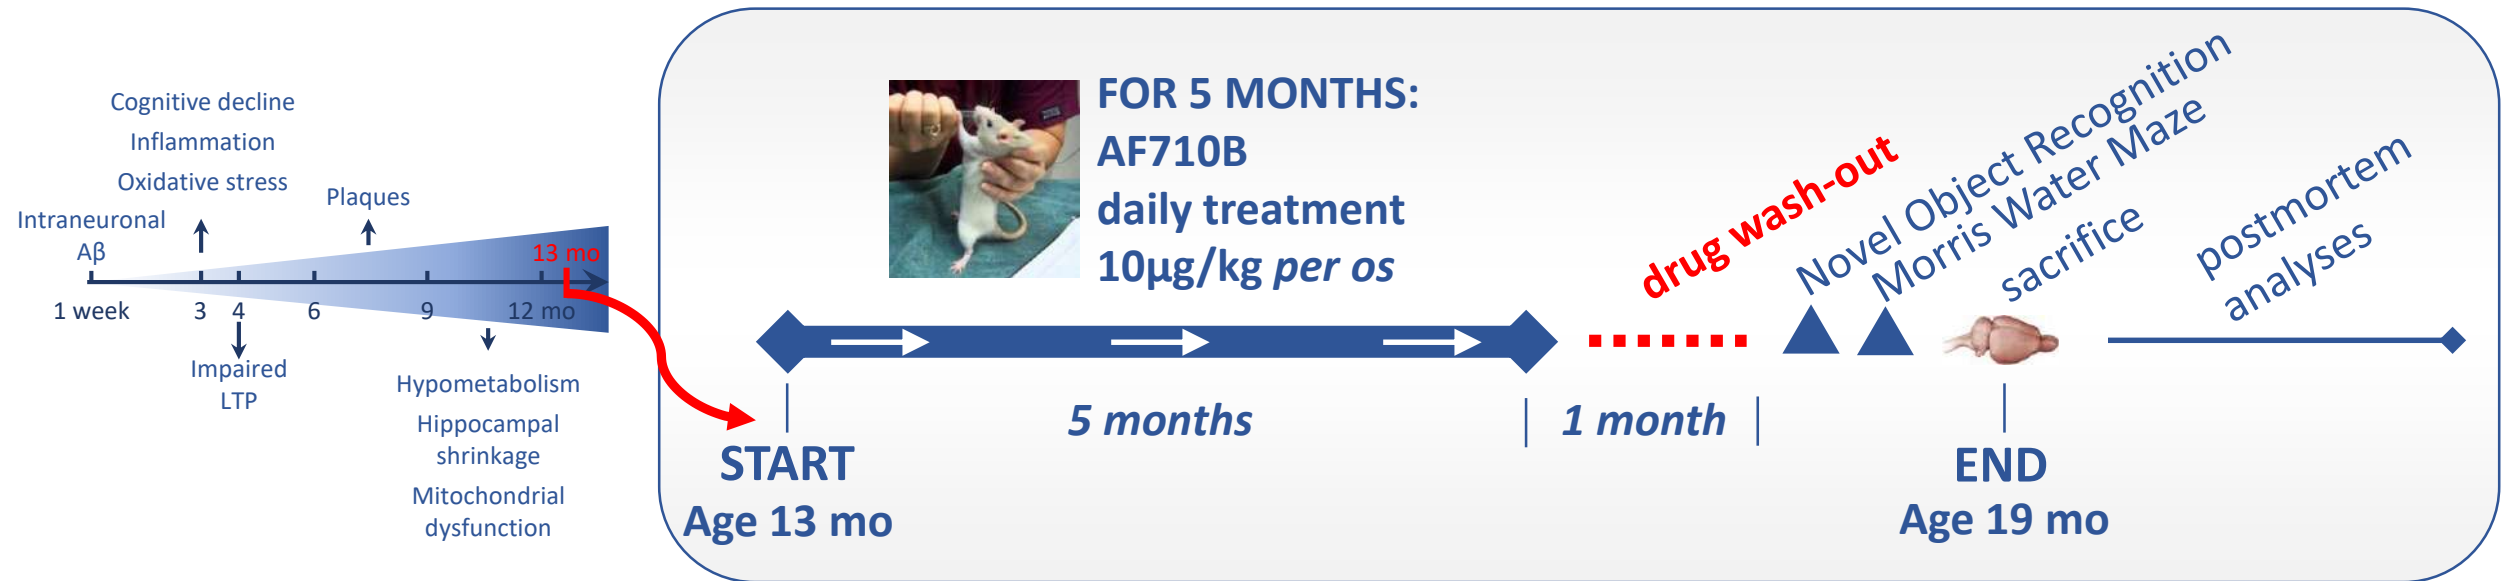 Cognitive decline
Inflammation
Oxidative stress
Plaques
Intraneuronal
Aβ
13 mo
1 week
3
4
6
9
12 mo
Impaired
LTP
Hypometabolism
Hippocampal
shrinkage
Mitochondrial
dysfunction
FOR 5 MONTHS:
AF710B
daily treatment
10µg/kg per os
drug wash-out
Novel Object Recognition
Morris Water Maze
sacrifice
postmortem
analyses
5 months
1 month
START
Age 13 mo
END
Age 19 mo